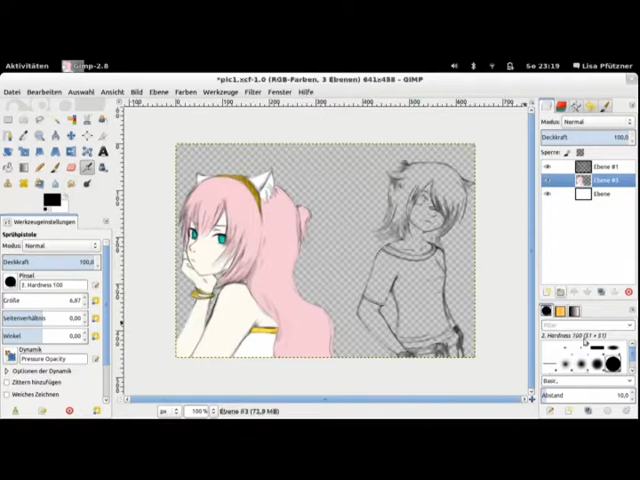 Aktivitäten
Gimp-2.8
So 23:19
Lisa Pfützner
*pic1.xcf-1.0 (RGB-Farben, 3 Ebenen) 641x458 – GIMP
Datei Bearbeiten Auswahl Ansicht Bild Ebene Farben Werkzeuge Filter Fenster Hilfe
Modus: Normal
Deckkraft 100,0
Sperre:
Ebene #1
Ebene #3
Ebene
Werkzeugeinstellungen
Sprühpistole
Modus: Normal
Deckkraft 100,0
Pinsel
2. Hardness 100
Größe 6,87
Seitenverhältnis 0,00
Winkel 0,00
Dynamik
Pressure Opacity
Optionen der Dynamik
Zittern hinzufügen
Weiches Zeichnen
Filter
2. Hardness 100 (51 × 51)
Basic,
Abstand 10,0
px 100 % Ebene #3 (72,9 MB)